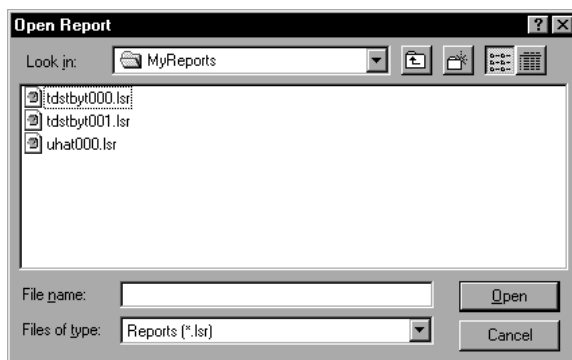 Open Report
Look in: MyReports
tdstbyt000.lsr
tdstbyt001.lsr
uhat000.lsr
File name: Open
Files of type: Reports (*.lsr) Cancel